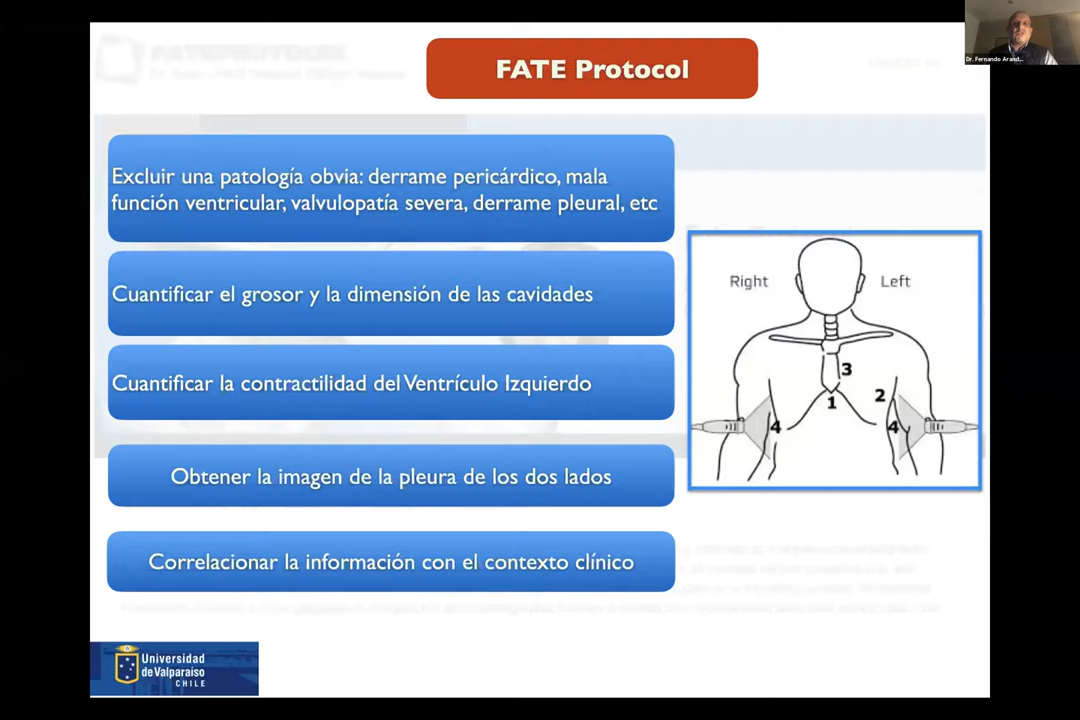 FATE Protocol
Dr. Fernando Arand...
Excluir una patología obvia: derrame pericárdico, mala
función ventricular, valvulopatía severa, derrame pleural, etc
Cuantificar el grosor y la dimensión de las cavidades
Cuantificar la contractilidad del Ventrículo Izquierdo
Obtener la imagen de la pleura de los dos lados
Correlacionar la información con el contexto clínico
Right
Left
3
1
2
4
4
Universidad
de Valparaíso
CHILE